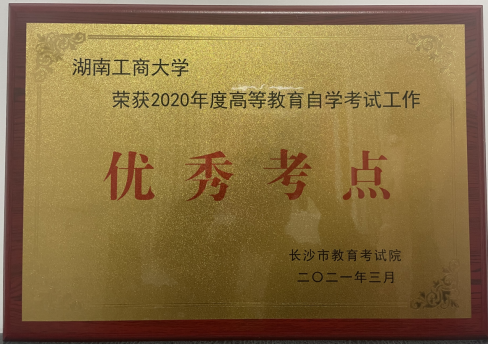 湖南工商大学
荣获2020年度高等教育自学考试工作
优秀考点
长沙市教育考试院
二〇二一年三月